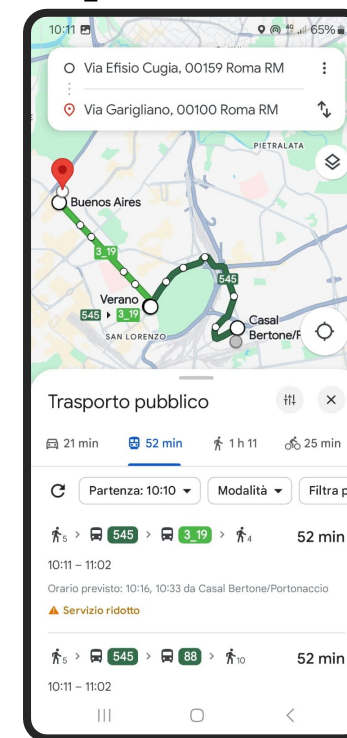 10:11 4G 65%
Via Efisio Cugia, 00159 Roma RM
Via Garigliano, 00100 Roma RM
PIETRALATA
Buenos Aires
3_19
545
Verano
545 3_19
Casal
Bertone/P
SAN LORENZO
Trasporto pubblico
21 min 52 min 1 h 11 25 min
Partenza: 10:10 Modalità Filtra p
5 > 545 > 3_19 > 4 52 min
10:11 – 11:02
Orario previsto: 10:16, 10:33 da Casal Bertone/Portonaccio
Servizio ridotto
5 > 545 > 88 > 10 52 min
10:11 – 11:02